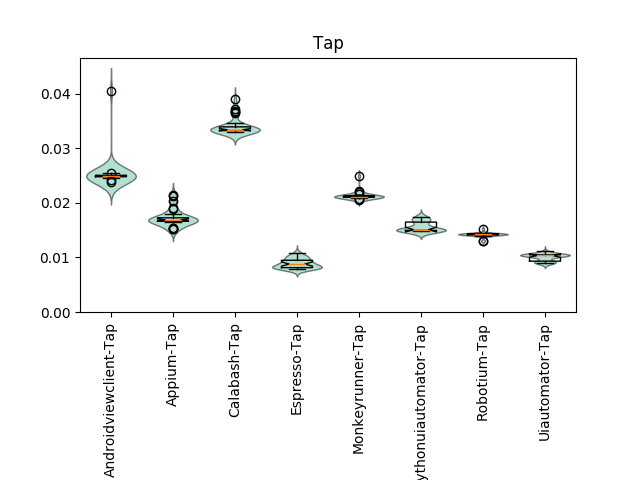 Tap
0.04
0.03
0.02
0.01
0.00
Androidviewclient-Tap
Appium-Tap
Calabash-Tap
Espresso-Tap
Monkeyrunner-Tap
ythonuiautomator-Tap
Robotium-Tap
Uiautomator-Tap